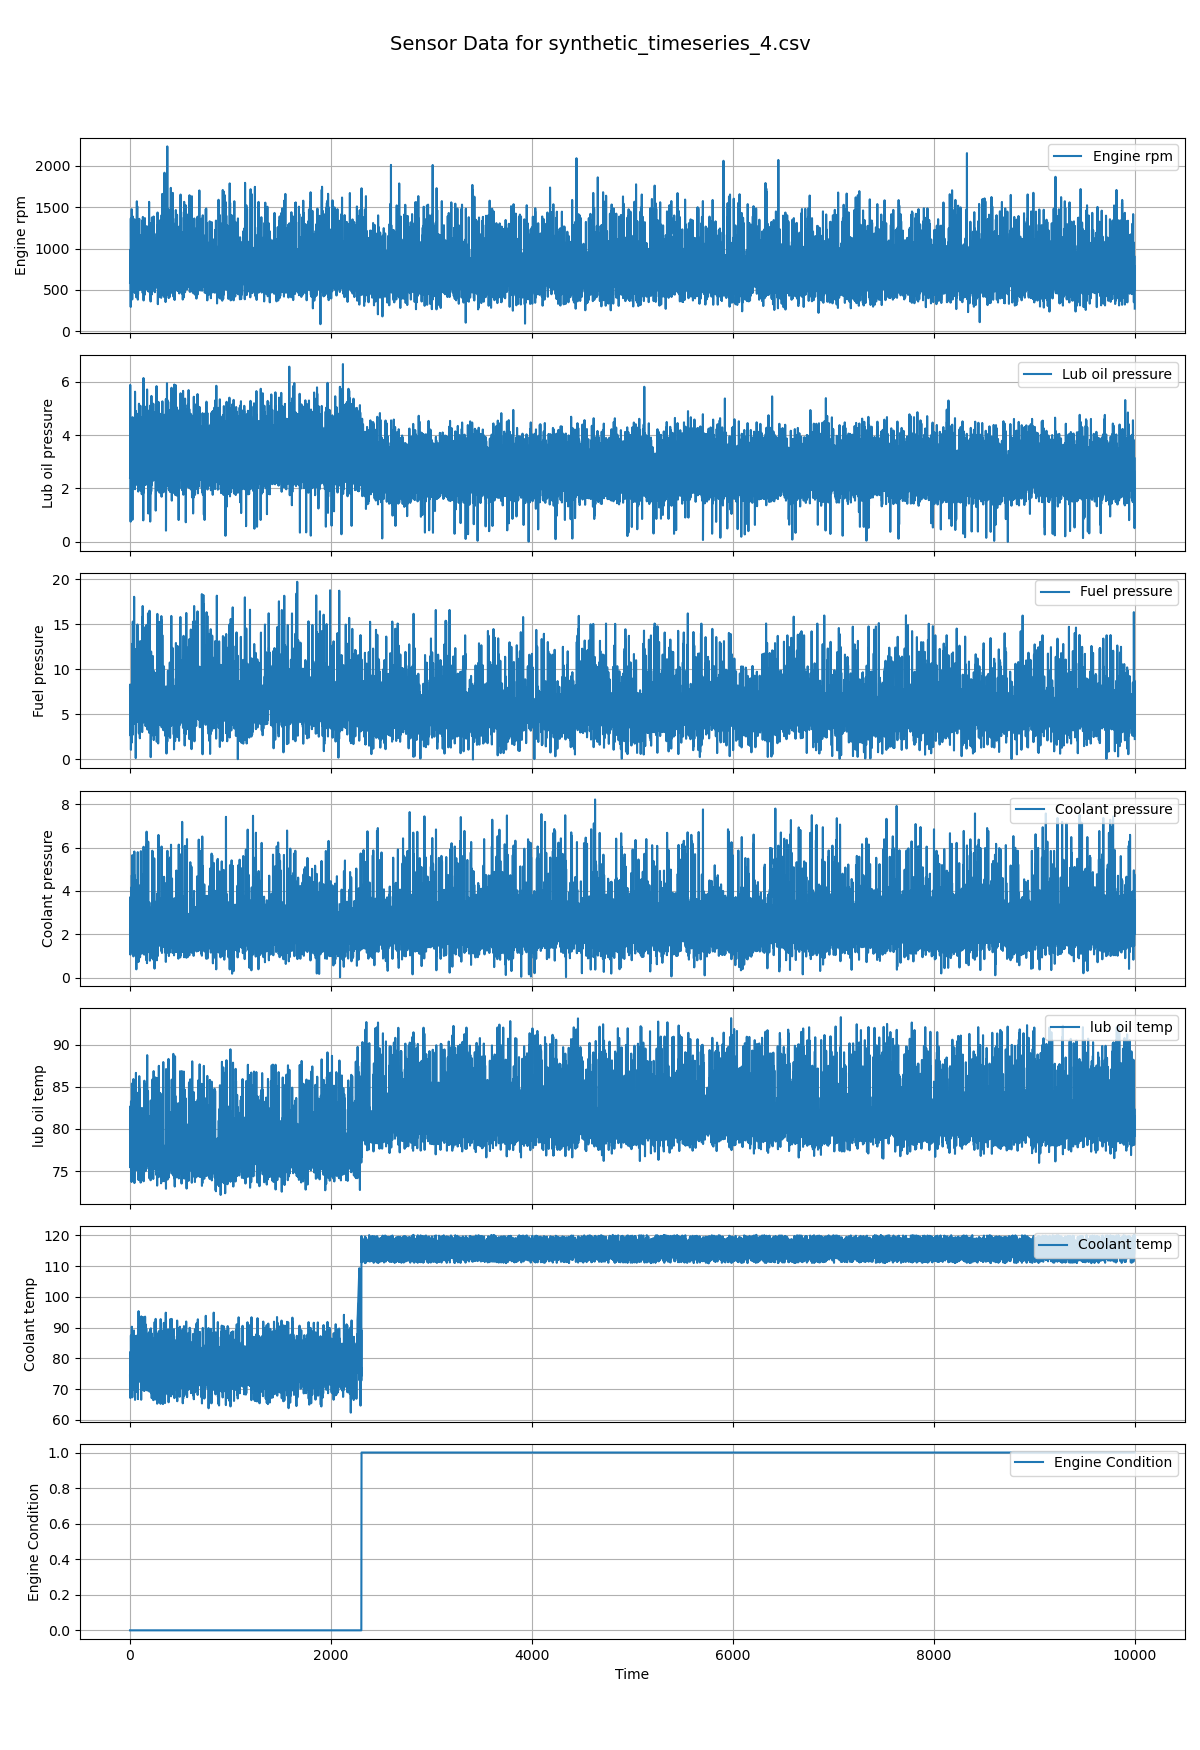 Sensor Data for synthetic_timeseries_4.csv
Engine rpm
2000
1500
1000
500
0
Engine rpm
Lub oil pressure
6
4
2
0
Lub oil pressure
Fuel pressure
20
15
10
5
0
Fuel pressure
Coolant pressure
8
6
4
2
0
Coolant pressure
lub oil temp
90
85
80
75
lub oil temp
Coolant temp
120
110
100
90
80
70
60
Coolant temp
Engine Condition
1.0
0.8
0.6
0.4
0.2
0.0
Engine Condition
0 2000 4000 6000 8000 10000
Time